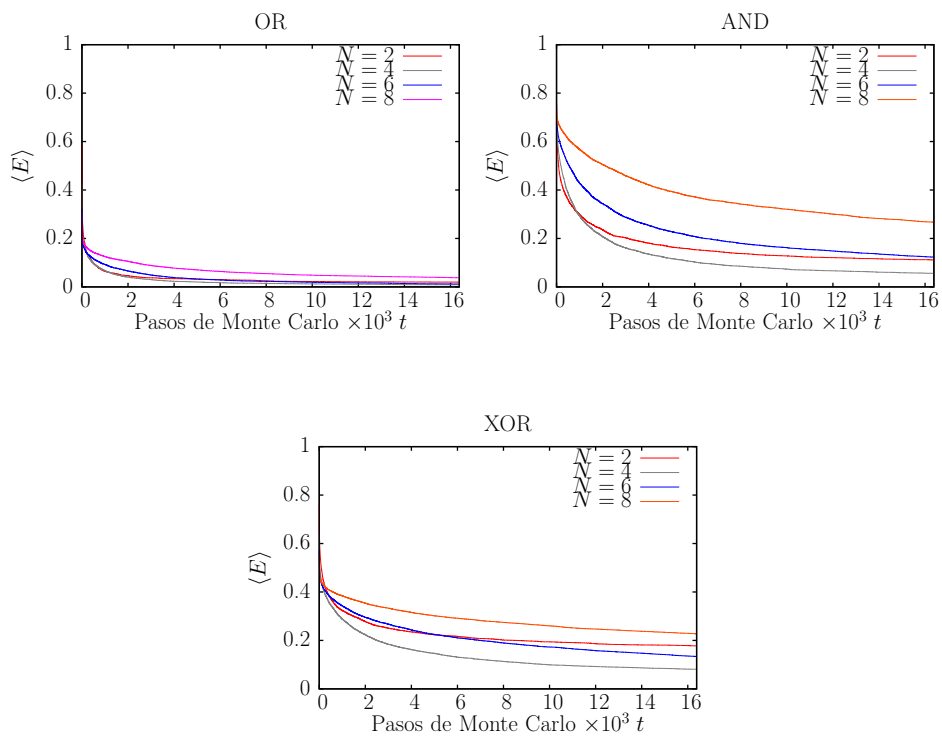 OR
1
0.8
0.6
0.4
0.2
0
⟨E⟩
N = 2
N = 4
N = 6
N = 8
0 2 4 6 8 10 12 14 16
Pasos de Monte Carlo ×10³ t
AND
1
0.8
0.6
0.4
0.2
0
⟨E⟩
N = 2
N = 4
N = 6
N = 8
0 2 4 6 8 10 12 14 16
Pasos de Monte Carlo ×10³ t
XOR
1
0.8
0.6
0.4
0.2
0
⟨E⟩
N = 2
N = 4
N = 6
N = 8
0 2 4 6 8 10 12 14 16
Pasos de Monte Carlo ×10³ t